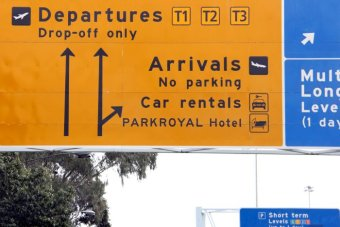 Departures T1 T2 T3
Drop-off only
Arrivals
No parking
Car rentals
PARKROYAL Hotel
Mult
Long
Leve
(1 day
P Short term
Levels